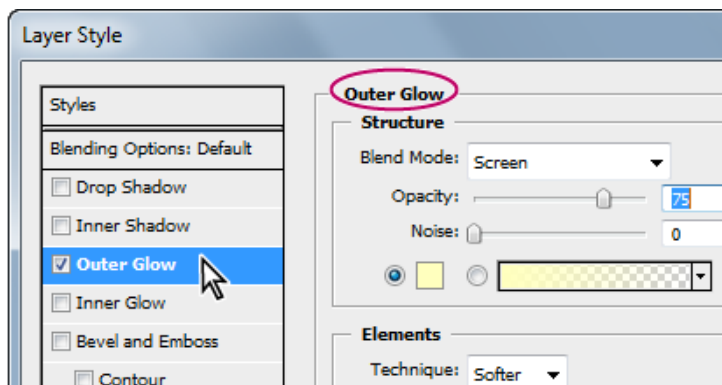 Layer Style
Styles
Blending Options: Default
Drop Shadow
Inner Shadow
Outer Glow
Inner Glow
Bevel and Emboss
Contour
Outer Glow
Structure
Blend Mode: Screen
Opacity: 75
Noise: 0
Elements
Technique: Softer